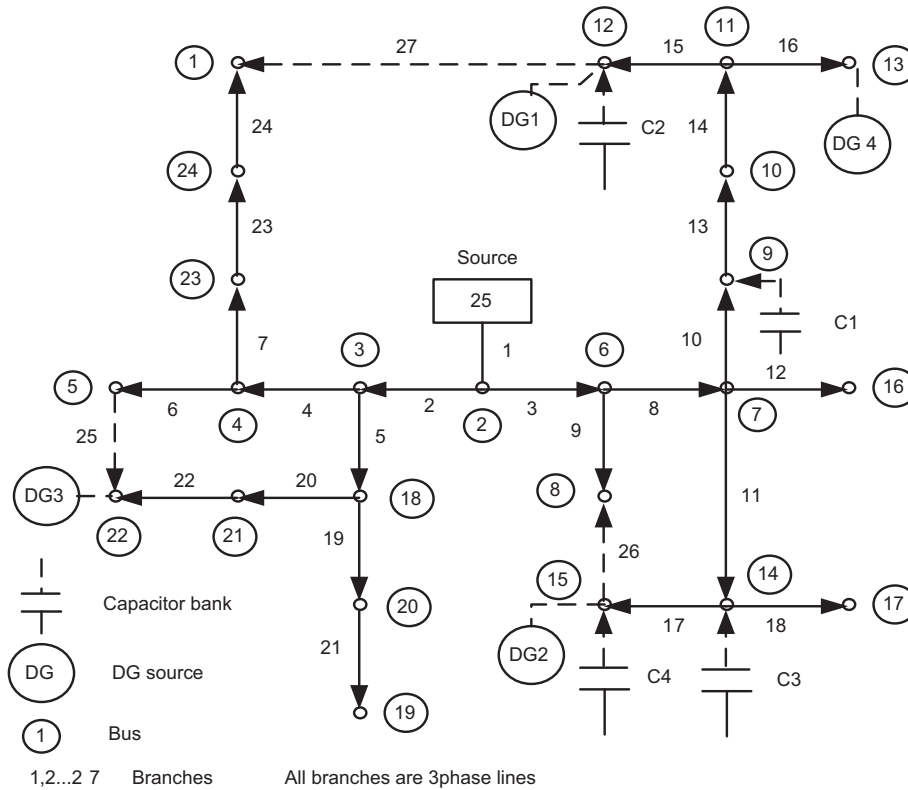 27 12 15 11 16
1 13
DG1 C2 DG 4
24 14
24 10
23 13
23 Source 9
25 C1
7 3 1 6 10 12
5 16
6 4 4 2 2 3 8 7
25 5 9
DG3 22 20 18 8 11
22 21 19 26
15 14
20 17
Capacitor bank 17 18
21 DG2 C4 C3
DG DG source
19
1 Bus
1,2...2 7 Branches All branches are 3phase lines